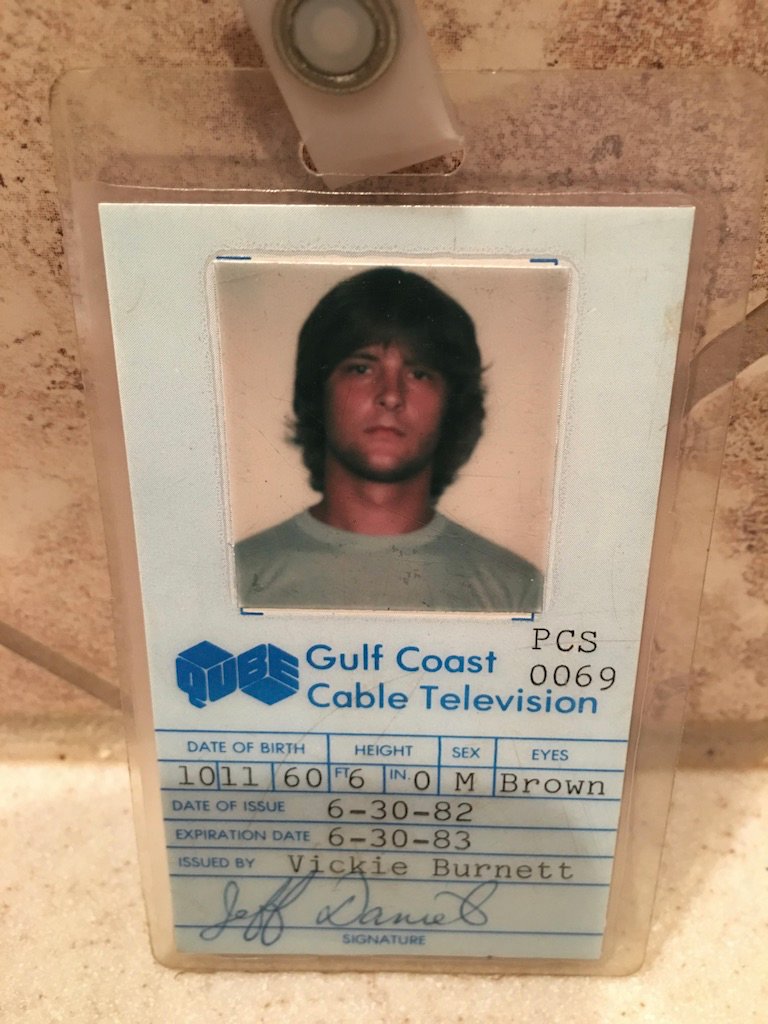 QUBE Gulf Coast
Cable Television
PCS
0069
DATE OF BIRTH HEIGHT SEX EYES
10 11 60 FT 6 IN. 0 M Brown
DATE OF ISSUE 6-30-82
EXPIRATION DATE 6-30-83
ISSUED BY Vickie Burnett
Jeff Daniels
SIGNATURE